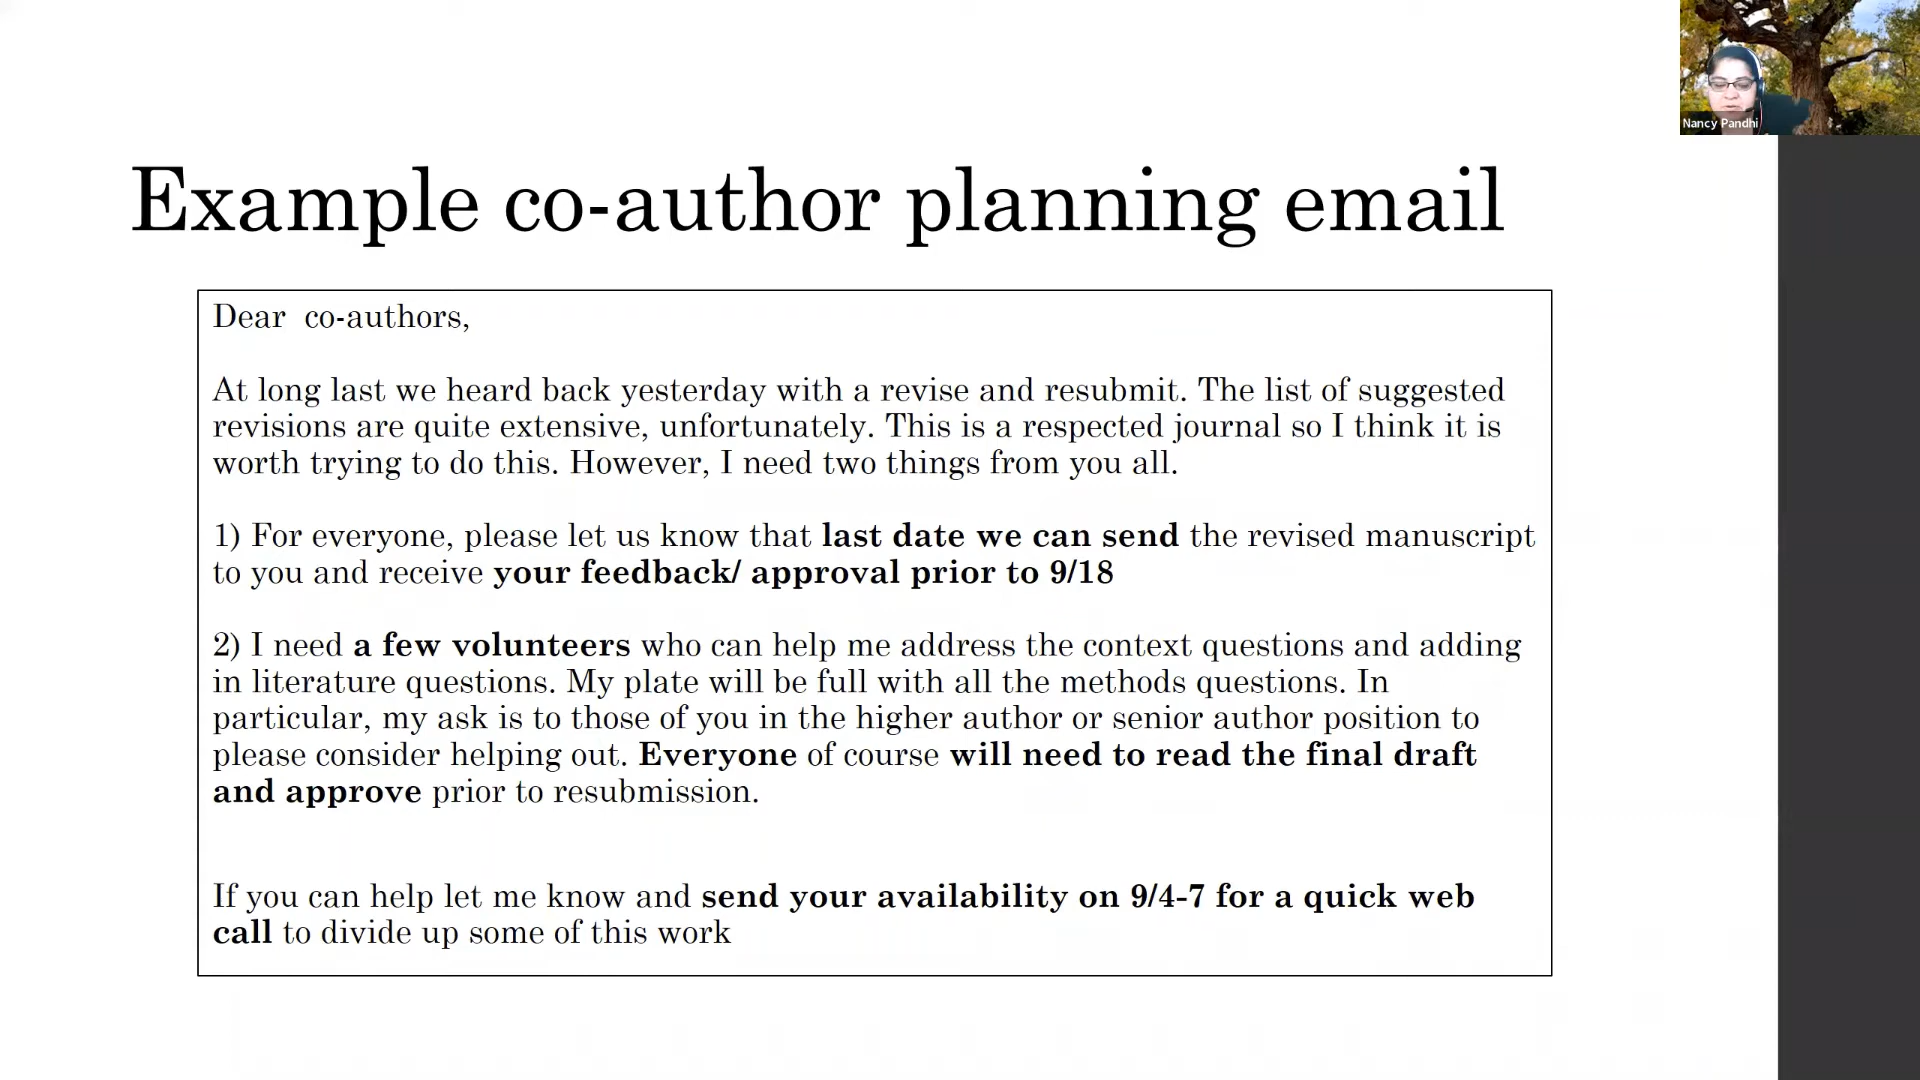 Nancy Pandhi
Example co-author planning email
Dear  co-authors,
At long last we heard back yesterday with a revise and resubmit. The list of suggested
revisions are quite extensive, unfortunately. This is a respected journal so I think it is
worth trying to do this. However, I need two things from you all.
1) For everyone, please let us know that last date we can send the revised manuscript
to you and receive your feedback/ approval prior to 9/18
2) I need a few volunteers who can help me address the context questions and adding
in literature questions. My plate will be full with all the methods questions. In
particular, my ask is to those of you in the higher author or senior author position to
please consider helping out. Everyone of course will need to read the final draft
and approve prior to resubmission.
If you can help let me know and send your availability on 9/4-7 for a quick web
call to divide up some of this work